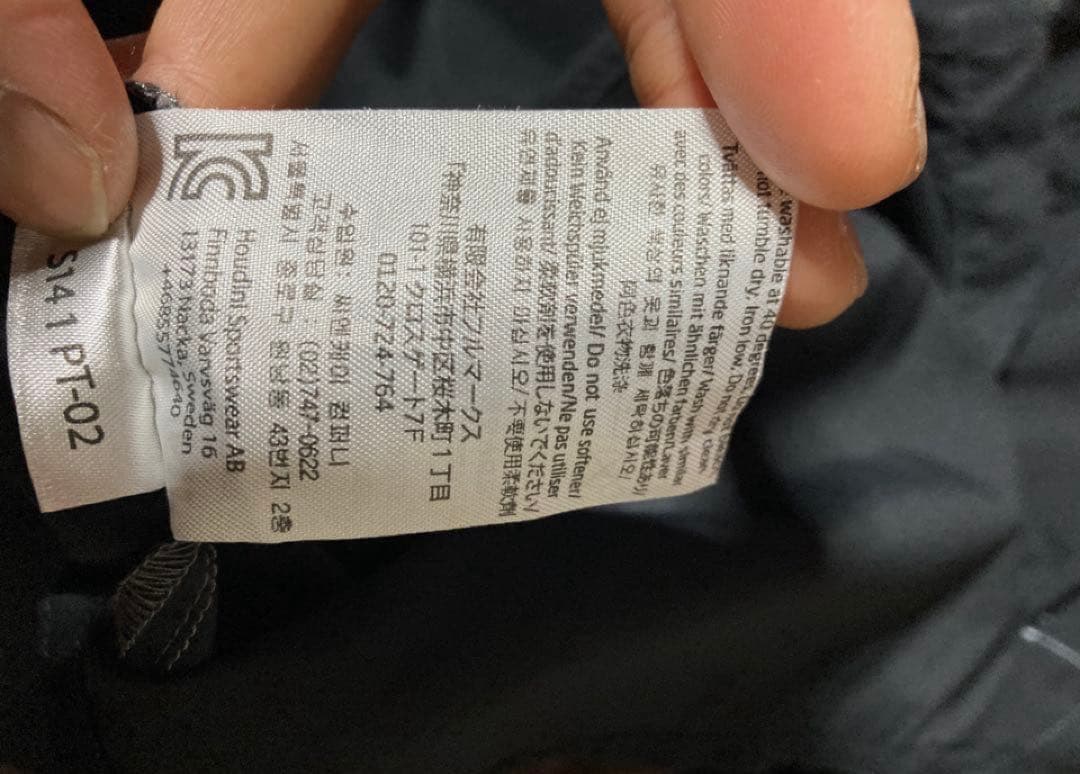 washable at 40 degrees
not tumble dry. Iron low. Do not
Tvättas med liknande färger/ Wash with similar
colors/ Waschen mit ähnlichen Farben/Laver
avec des couleurs similaires/ 色落ちの可能性あり/
유사한 색상의 옷과 함께 세탁하십시오/
同色衣物洗涤
Använd ej mjukmedel/ Do not use softener/
Kein Weichspüler verwenden/Ne pas utiliser
d'adoucissant/ 柔軟剤を使用しないでください/
유연제를 사용하지 마십시오/ 不要使用柔軟劑
有限会社フルマークス
「神奈川県横浜市中区桜木町1丁目
101-1 クロスゲート7F
0120-724-764
수입원: 씨엔케이 컴퍼니
고객상담실 : (02)747-0622
서울특별시 종로구 원남동 43번지 2층
Houdini Sportswear AB
Finnboda Varvsväg 16
13173 Nacka, Sweden
+46855774640
S141 PT-02